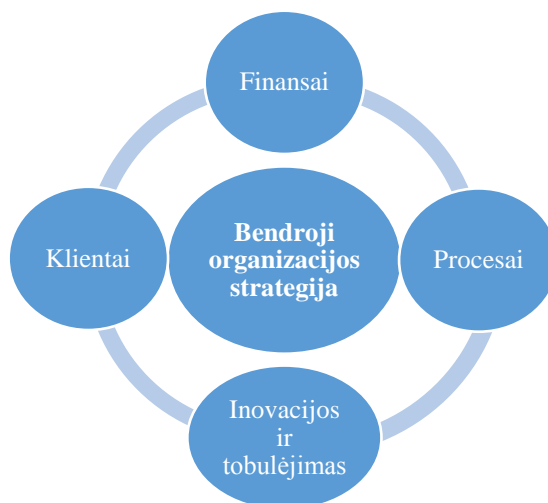 Finansai
Klientai
Bendroji
organizacijos
strategija
Procesai
Inovacijos
ir
tobulėjimas